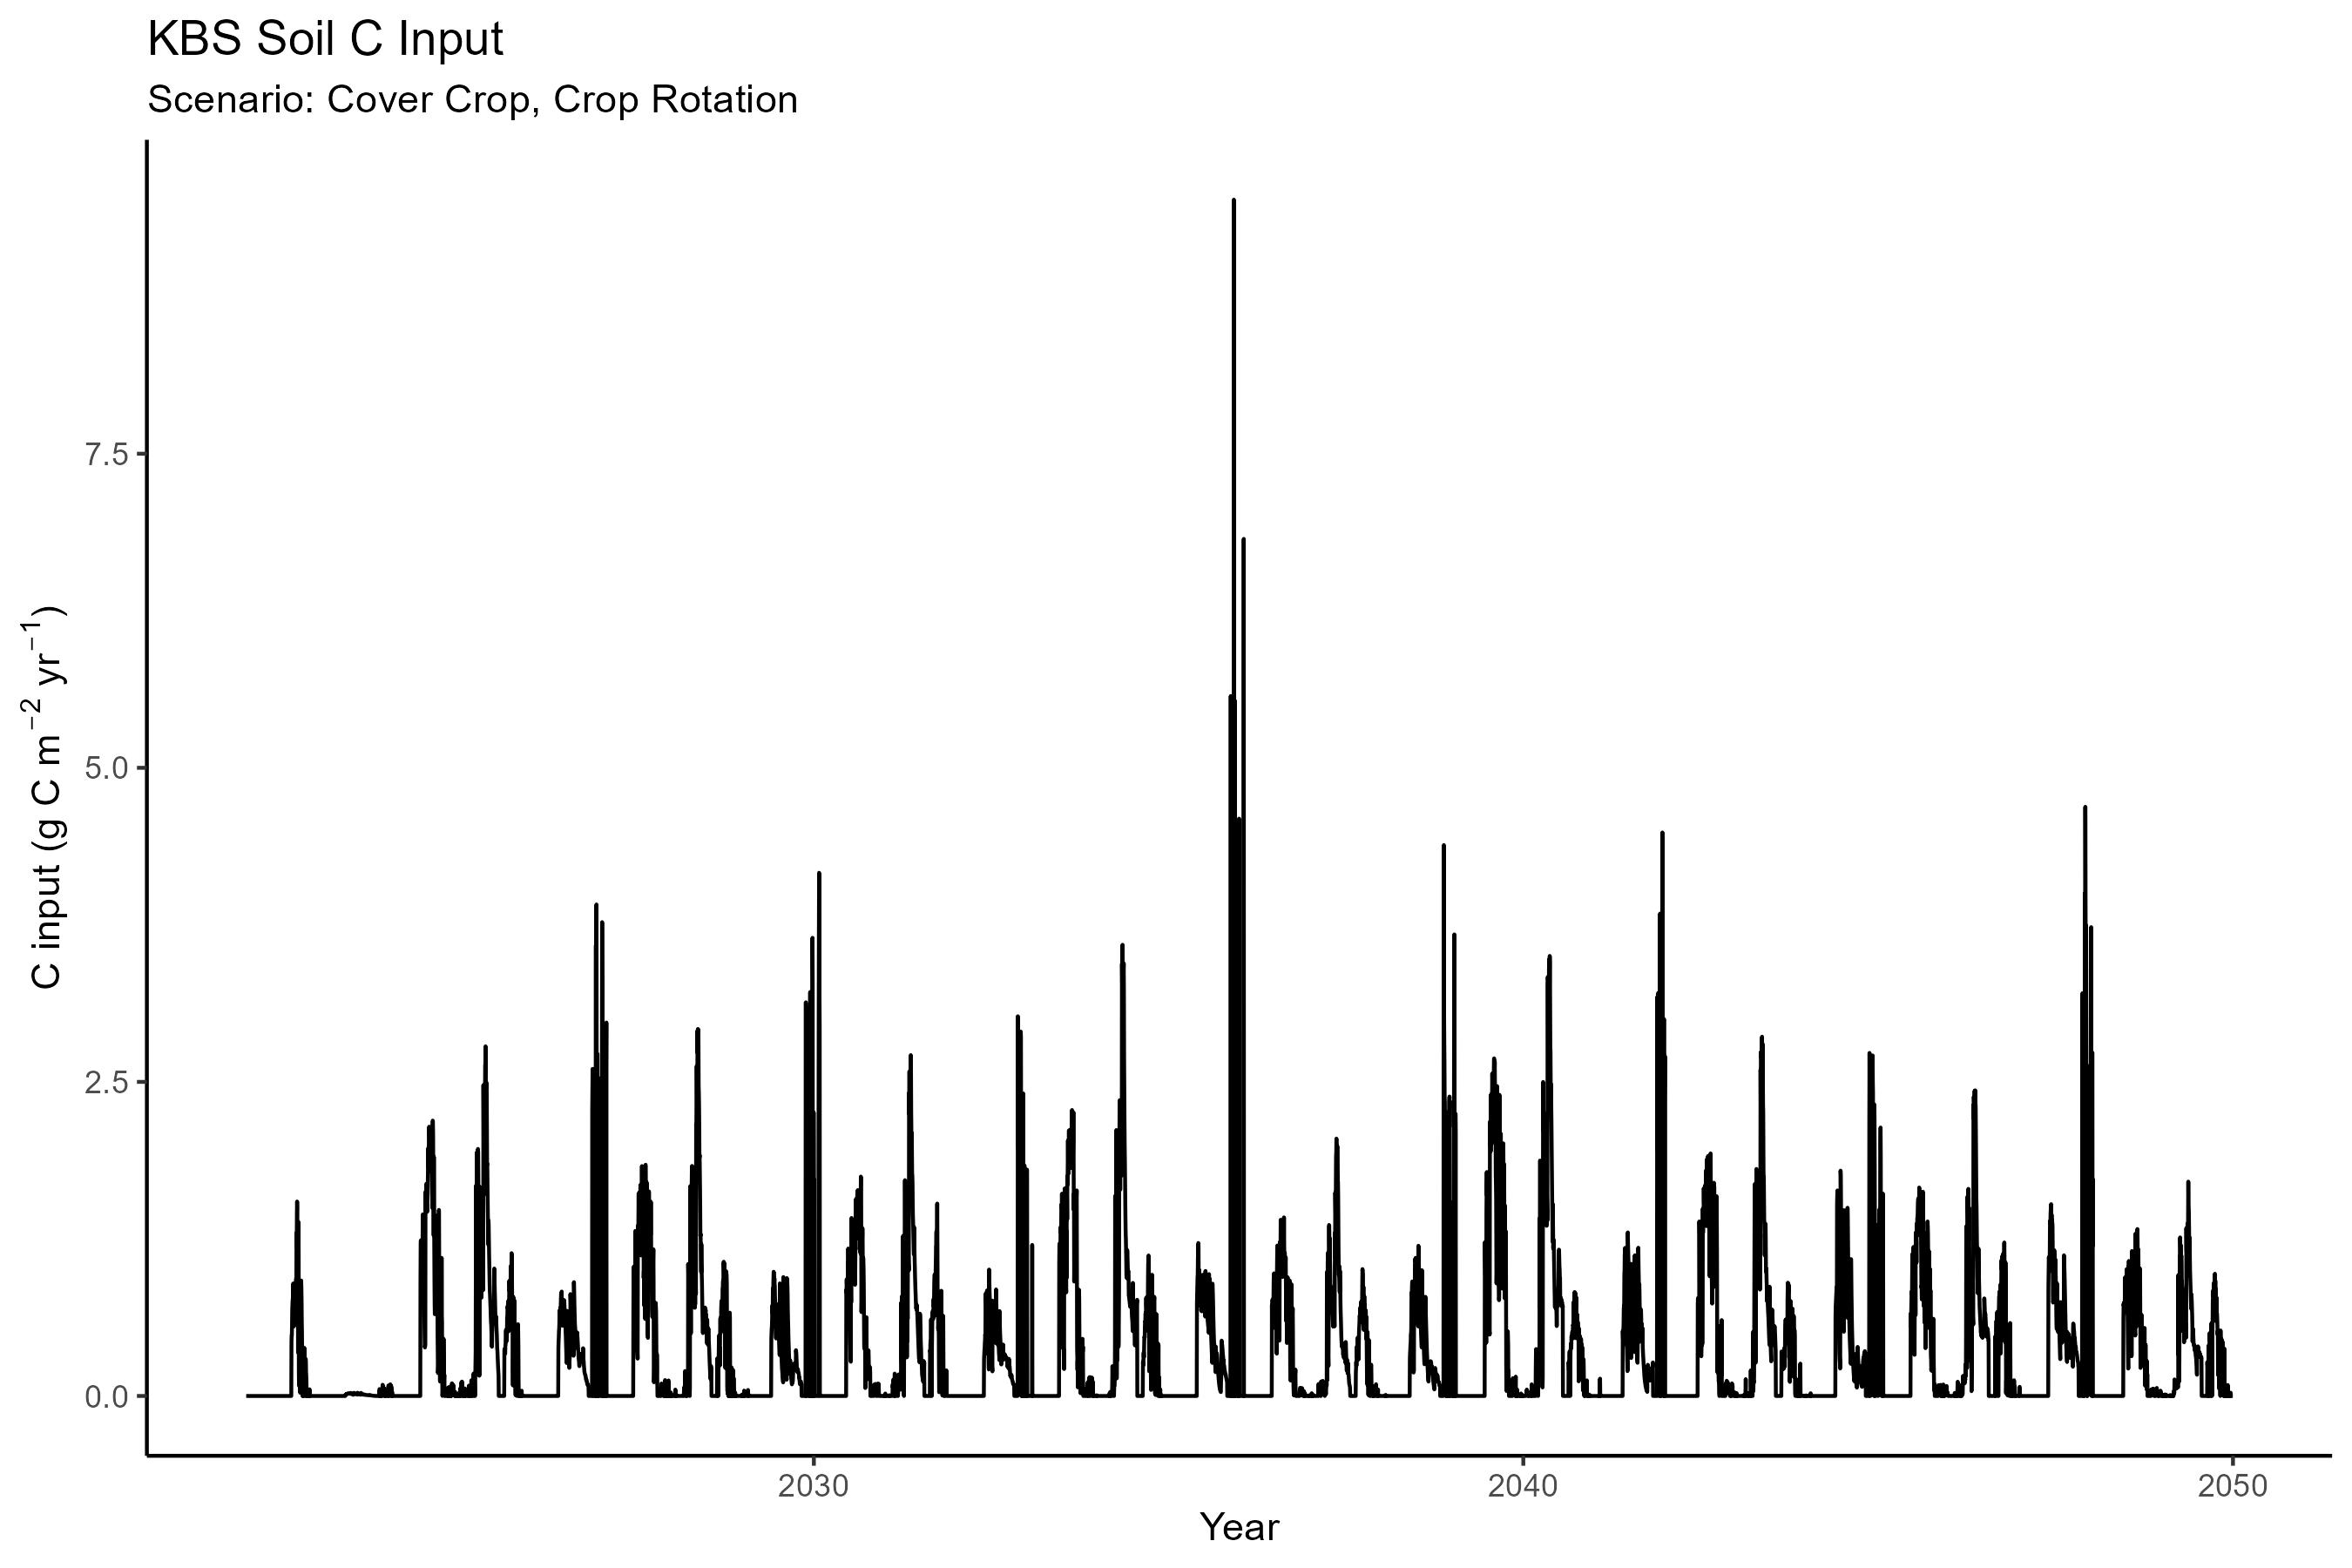 KBS Soil C Input
Scenario: Cover Crop, Crop Rotation
C input (g C m⁻² yr⁻¹)
7.5
5.0
2.5
0.0
2030
2040
2050
Year